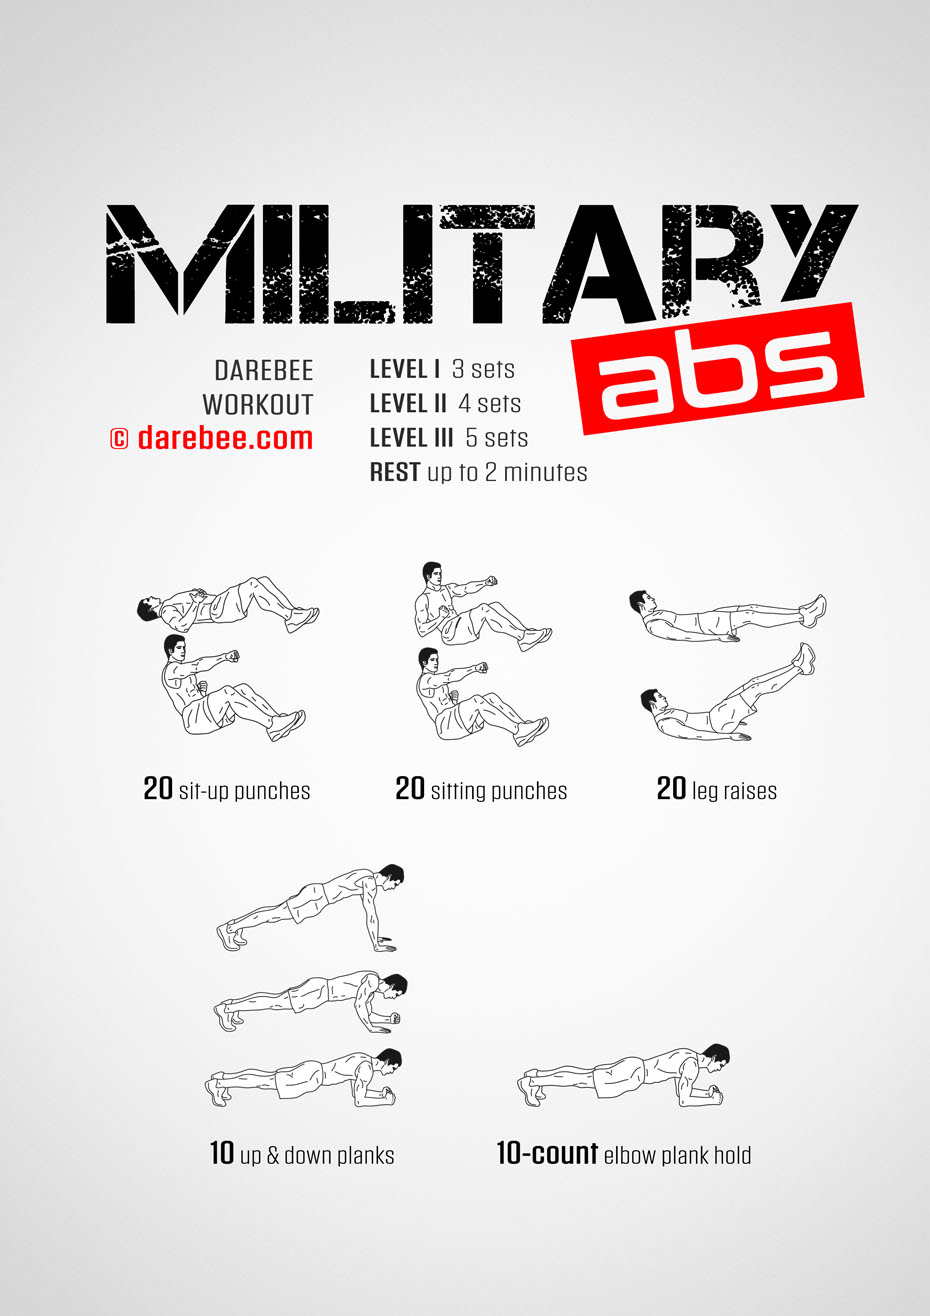 MILITARY
abs
DAREBEE
WORKOUT
© darebee.com
LEVEL I 3 sets
LEVEL II 4 sets
LEVEL III 5 sets
REST up to 2 minutes
20 sit-up punches
20 sitting punches
20 leg raises
10 up & down planks
10-count elbow plank hold